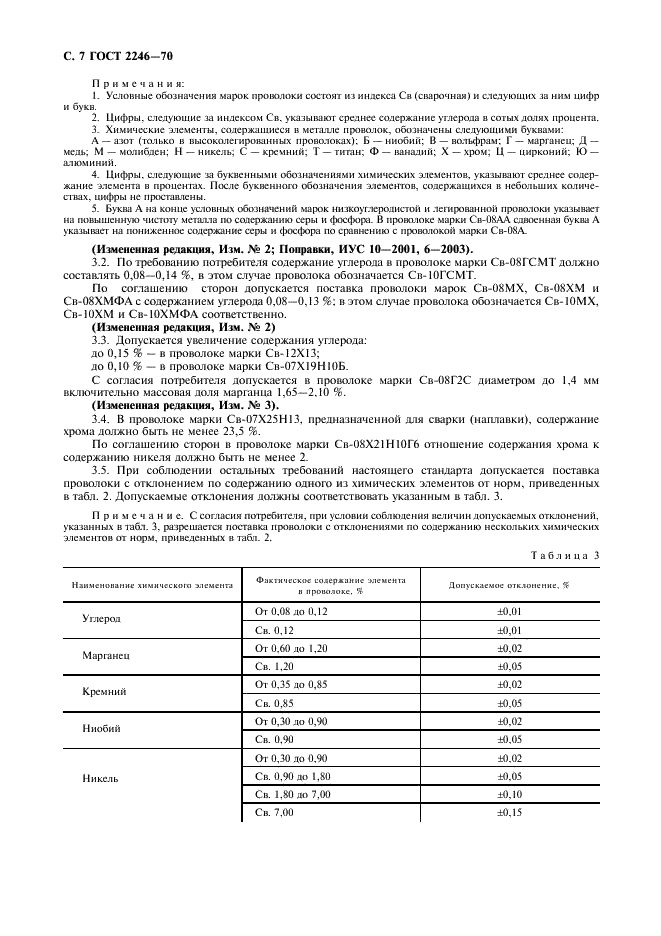 С. 7 ГОСТ 2246—70
Примечания:
1. Условные обозначения марок проволоки состоят из индекса Св (сварочная) и следующих за ним цифр
и букв.
2. Цифры, следующие за индексом Св, указывают среднее содержание углерода в сотых долях процента.
3. Химические элементы, содержащиеся в металле проволок, обозначены следующими буквами:
А — азот (только в высоколегированных проволоках); Б — ниобий; В — вольфрам; Г — марганец; Д —
медь; М — молибден; Н — никель; С — кремний; Т — титан; Ф — ванадий; Х — хром; Ц — цирконий; Ю —
алюминий.
4. Цифры, следующие за буквенными обозначениями химических элементов, указывают среднее содер-
жание элемента в процентах. После буквенного обозначения элементов, содержащихся в небольших количе-
ствах, цифры не проставлены.
5. Буква А на конце условных обозначений марок низкоуглеродистой и легированной проволоки указывает
на повышенную чистоту металла по содержанию серы и фосфора. В проволоке марки Св-08АА сдвоенная буква А
указывает на пониженное содержание серы и фосфора по сравнению с проволокой марки Св-08А.
(Измененная редакция, Изм. № 2; Поправки, ИУС 10—2001, 6—2003).
3.2. По требованию потребителя содержание углерода в проволоке марки Св-08ГСМТ должно
составлять 0,08—0,14 %, в этом случае проволока обозначается Св-10ГСМТ.
По соглашению сторон допускается поставка проволоки марок Св-08МХ, Св-08ХМ и
Св-08ХМФА с содержанием углерода 0,08—0,13 %; в этом случае проволока обозначается Св-10МХ,
Св-10ХМ и Св-10ХМФА соответственно.
(Измененная редакция, Изм. № 2)
3.3. Допускается увеличение содержания углерода:
до 0,15 % — в проволоке марки Св-12Х13;
до 0,10 % — в проволоке марки Св-07Х19Н10Б.
С согласия потребителя допускается в проволоке марки Св-08Г2С диаметром до 1,4 мм
включительно массовая доля марганца 1,65—2,10 %.
(Измененная редакция, Изм. № 3).
3.4. В проволоке марки Св-07Х25Н13, предназначенной для сварки (наплавки), содержание
хрома должно быть не менее 23,5 %.
По соглашению сторон в проволоке марки Св-08Х21Н10Г6 отношение содержания хрома к
содержанию никеля должно быть не менее 2.
3.5. При соблюдении остальных требований настоящего стандарта допускается поставка
проволоки с отклонением по содержанию одного из химических элементов от норм, приведенных
в табл. 2. Допускаемые отклонения должны соответствовать указанным в табл. 3.
Примечание. С согласия потребителя, при условии соблюдения величин допускаемых отклонений,
указанных в табл. 3, разрешается поставка проволоки с отклонениями по содержанию нескольких химических
элементов от норм, приведенных в табл. 2.
Таблица 3
Наименование химического элемента
Фактическое содержание элемента
в проволоке, %
Допускаемое отклонение, %
Углерод
От 0,08 до 0,12 ±0,01
Св. 0,12 ±0,01
Марганец
От 0,60 до 1,20 ±0,02
Св. 1,20 ±0,05
Кремний
От 0,35 до 0,85 ±0,02
Св. 0,85 ±0,05
Ниобий
От 0,30 до 0,90 ±0,02
Св. 0,90 ±0,05
Никель
От 0,30 до 0,90 ±0,02
Св. 0,90 до 1,80 ±0,05
Св. 1,80 до 7,00 ±0,10
Св. 7,00 ±0,15